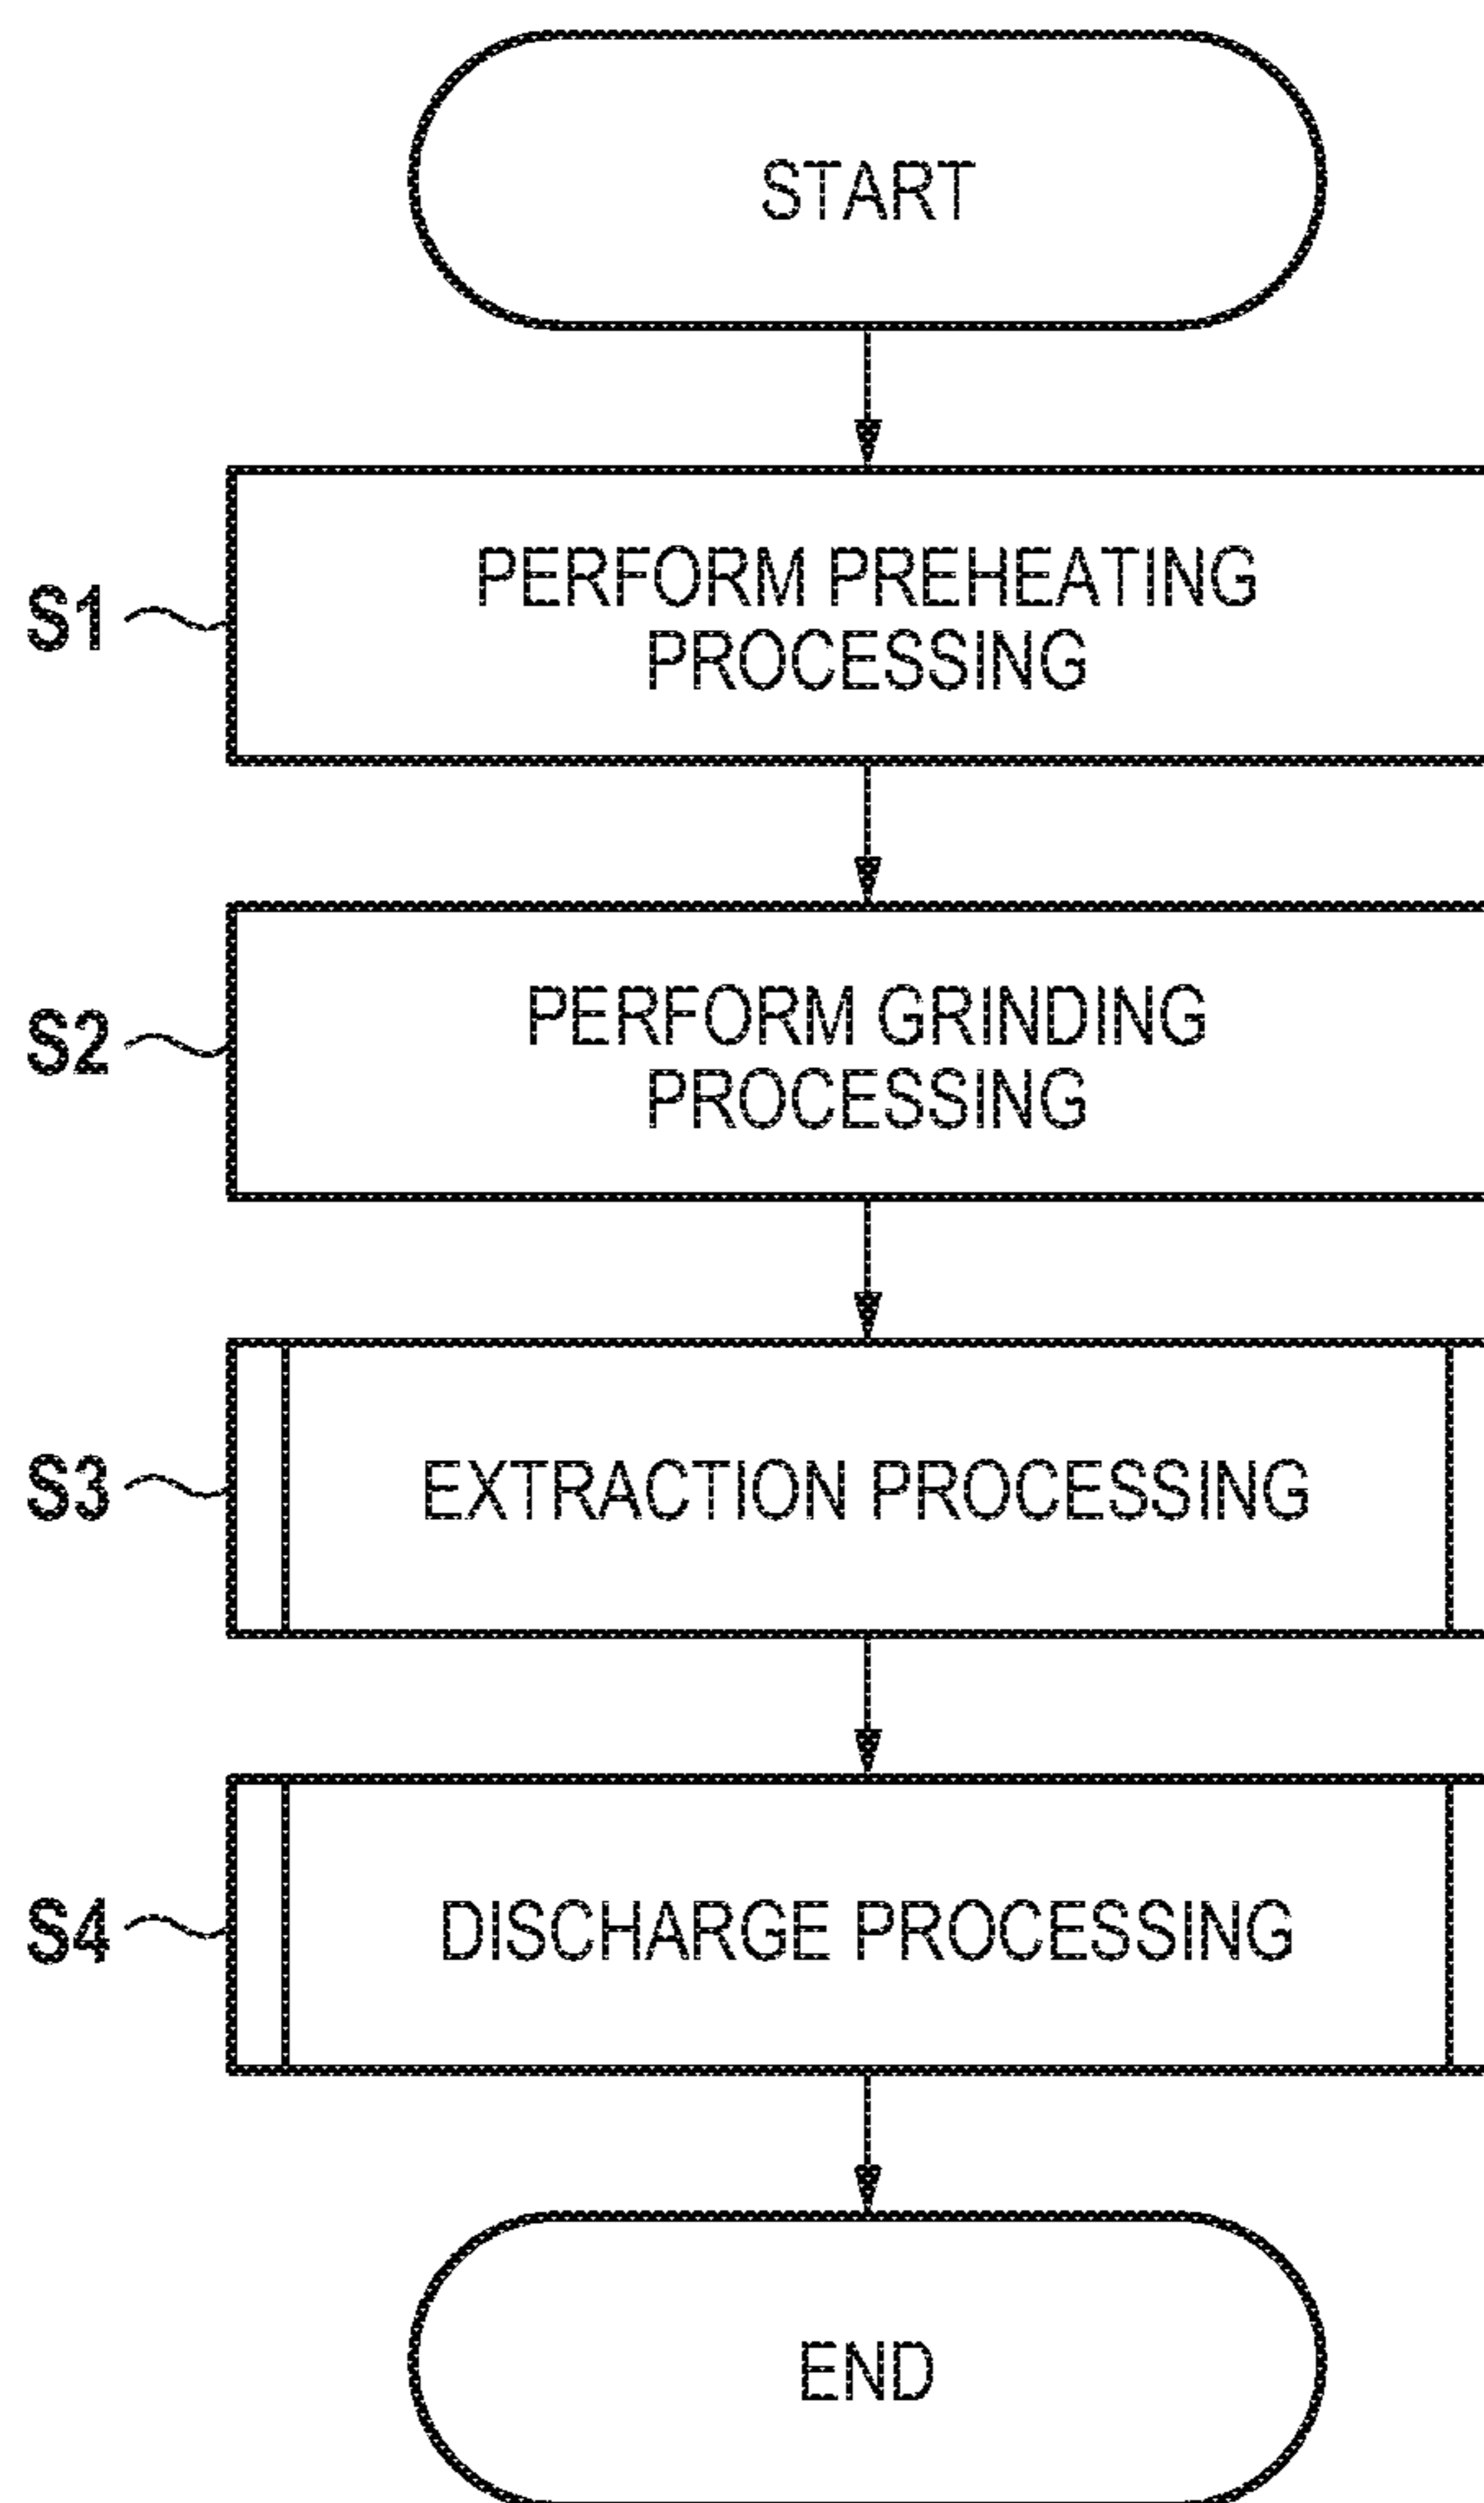 START
S1
PERFORM PREHEATING
PROCESSING
S2
PERFORM GRINDING
PROCESSING
S3
EXTRACTION PROCESSING
S4
DISCHARGE PROCESSING
END